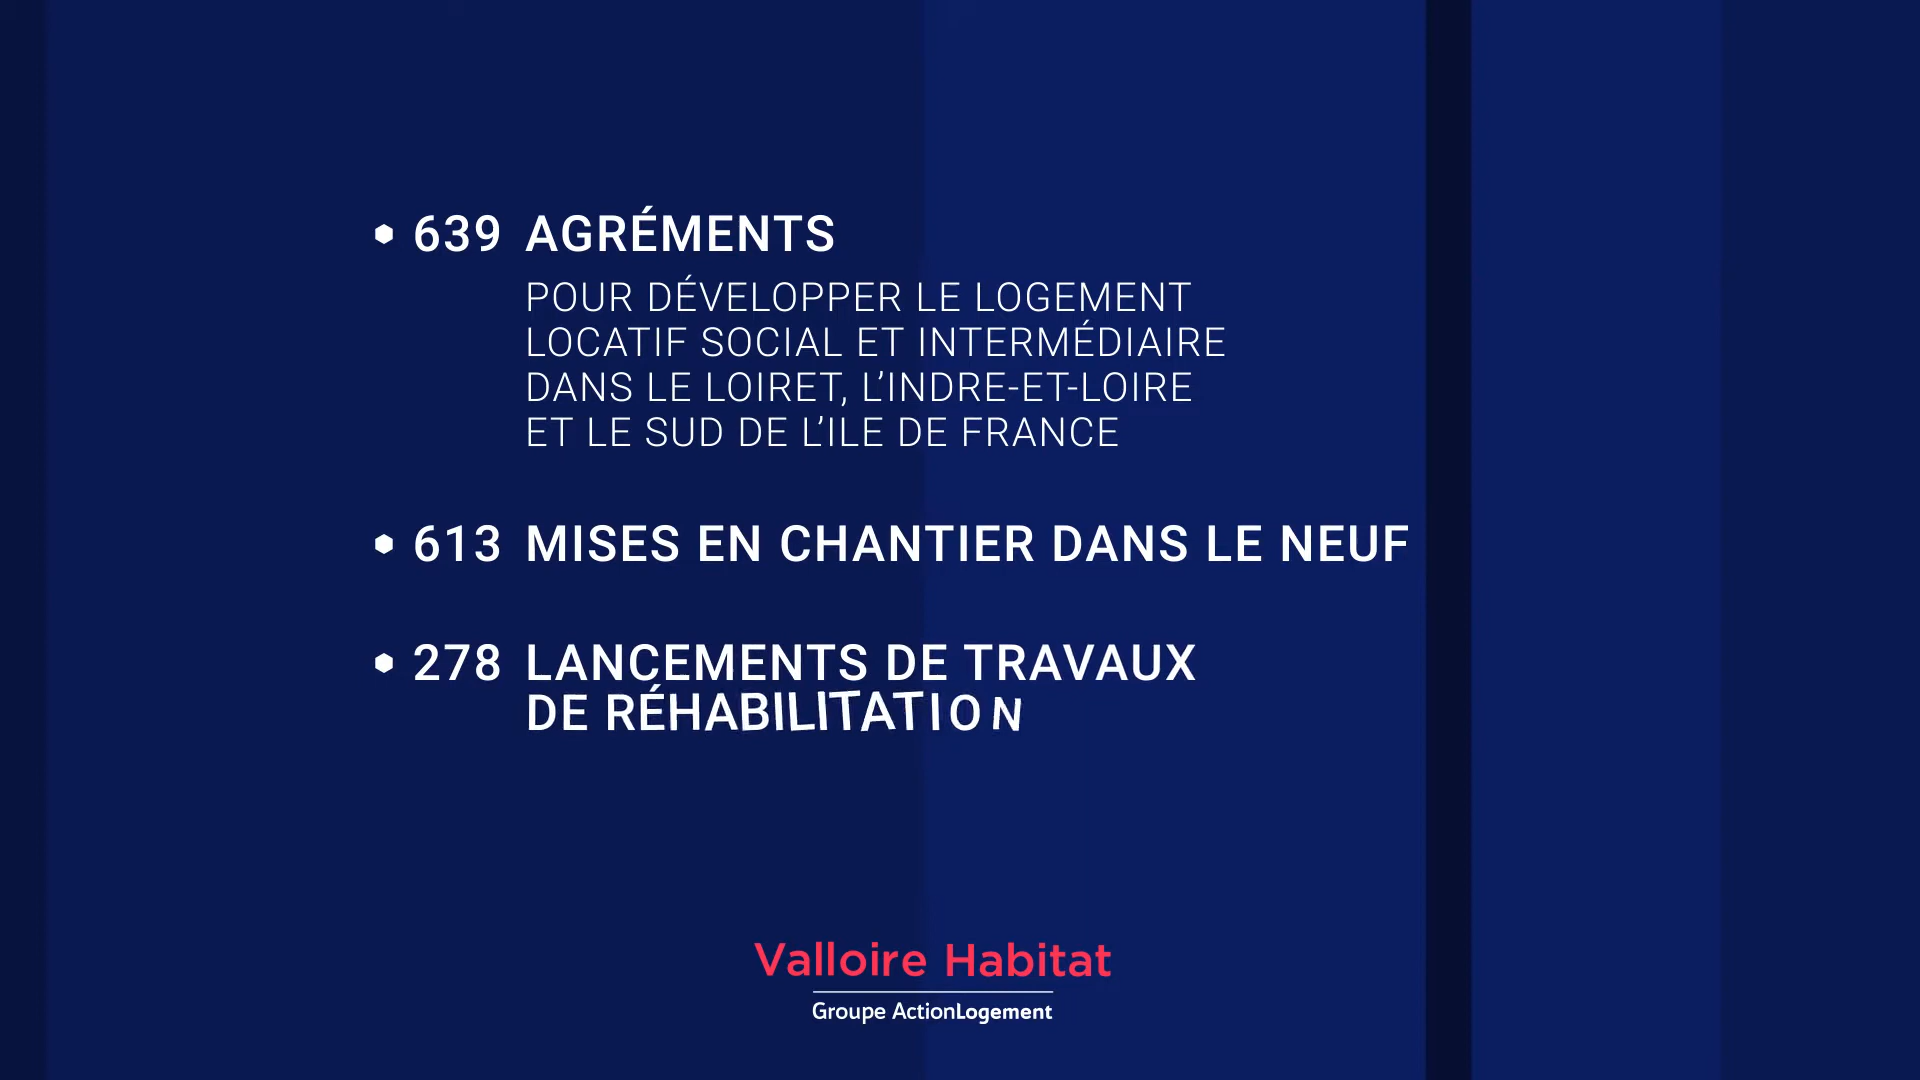 639 AGRÉMENTS
POUR DÉVELOPPER LE LOGEMENT
LOCATIF SOCIAL ET INTERMÉDIAIRE
DANS LE LOIRET, L’INDRE-ET-LOIRE
ET LE SUD DE L’ILE DE FRANCE
613 MISES EN CHANTIER DANS LE NEUF
278 LANCEMENTS DE TRAVAUX
DE RÉHABILITATION
Valloire Habitat
Groupe ActionLogement